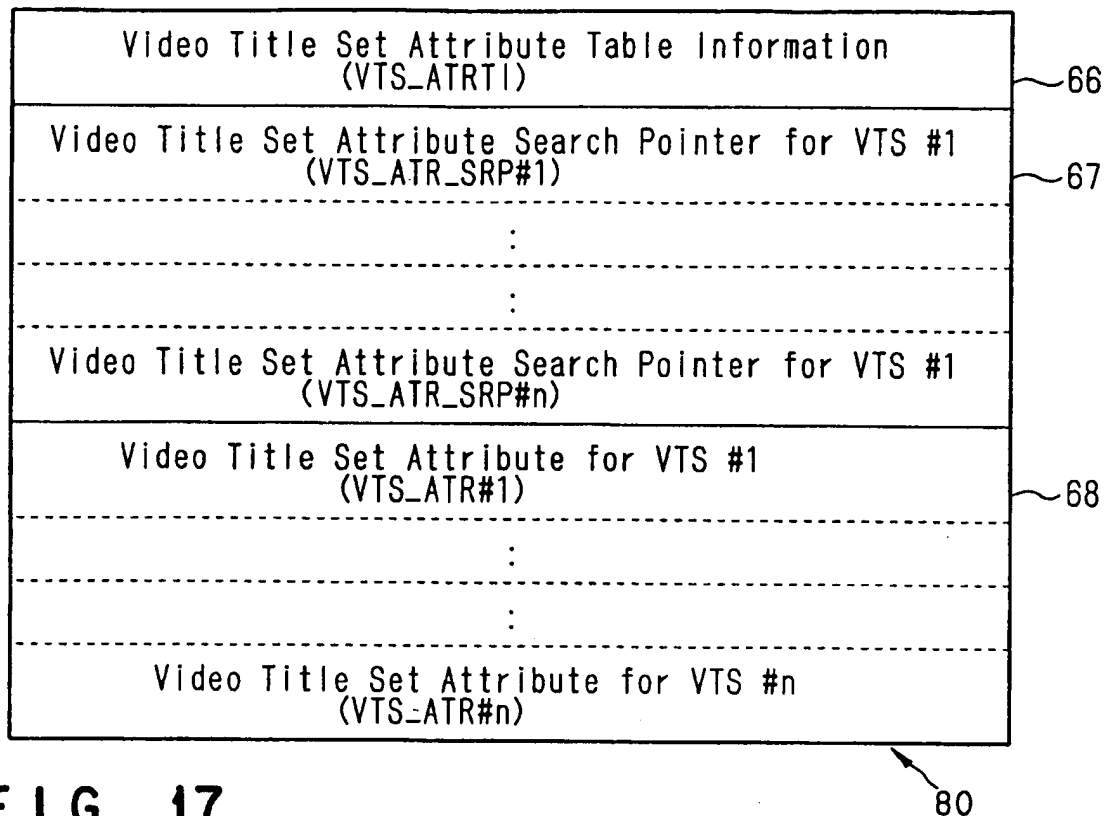 Video Title Set Attribute Table Information
(VTS_ATRTI)
66
Video Title Set Attribute Search Pointer for VTS #1
(VTS_ATR_SRP#1)
67
:
:
Video Title Set Attribute Search Pointer for VTS #1
(VTS_ATR_SRP#n)
Video Title Set Attribute for VTS #1
(VTS_ATR#1)
68
:
:
Video Title Set Attribute for VTS #n
(VTS_ATR#n)
80
FIG. 17